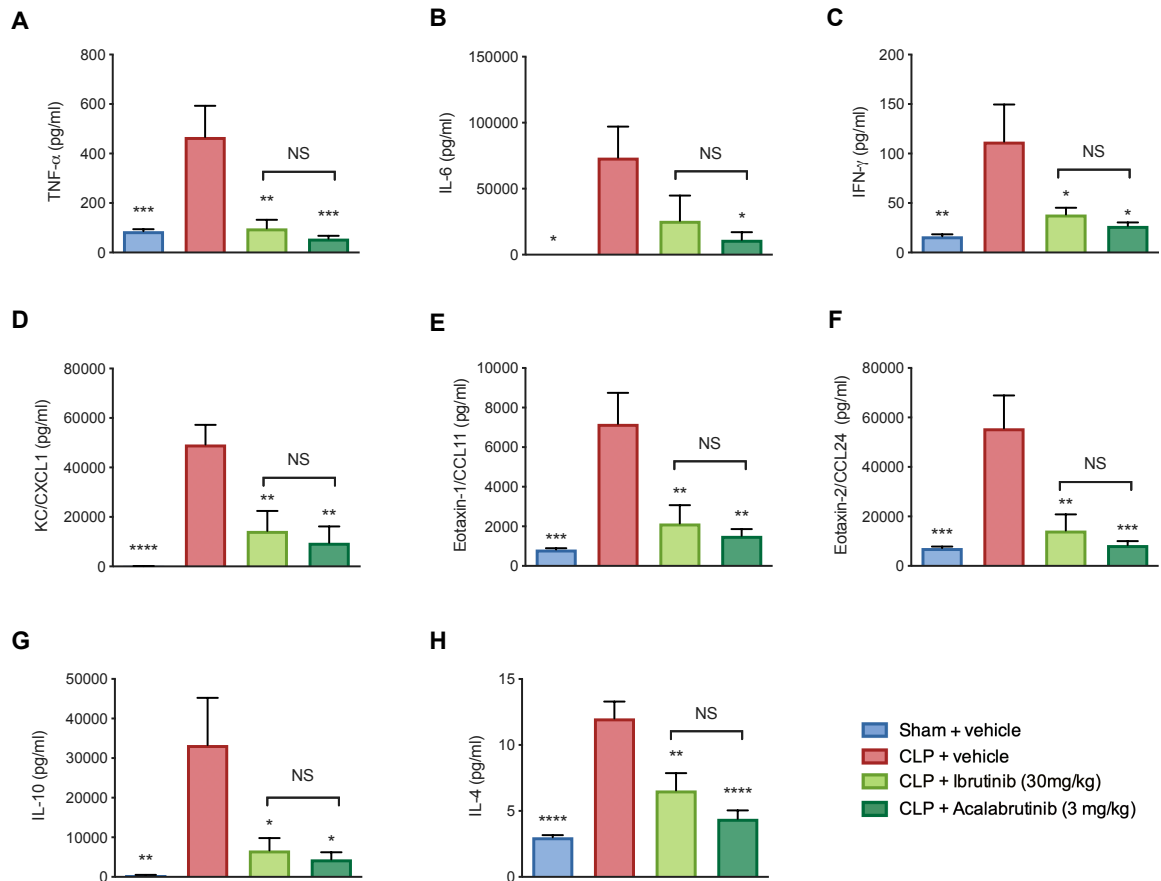 A
TNF-α (pg/ml)
800
600
400
200
0
***
**
NS
***
B
IL-6 (pg/ml)
150000
100000
50000
0
*
NS
*
C
IFN-γ (pg/ml)
200
150
100
50
0
**
*
NS
*
D
KC/CXCL1 (pg/ml)
80000
60000
40000
20000
0
****
**
NS
**
E
Eotaxin-1/CCL11 (pg/ml)
10000
8000
6000
4000
2000
0
***
**
NS
**
F
Eotaxin-2/CCL24 (pg/ml)
80000
60000
40000
20000
0
***
**
NS
***
G
IL-10 (pg/ml)
50000
40000
30000
20000
10000
0
**
*
NS
*
H
IL-4 (pg/ml)
15
10
5
0
****
**
NS
****
Sham + vehicle
CLP + vehicle
CLP + Ibrutinib (30mg/kg)
CLP + Acalabrutinib (3 mg/kg)